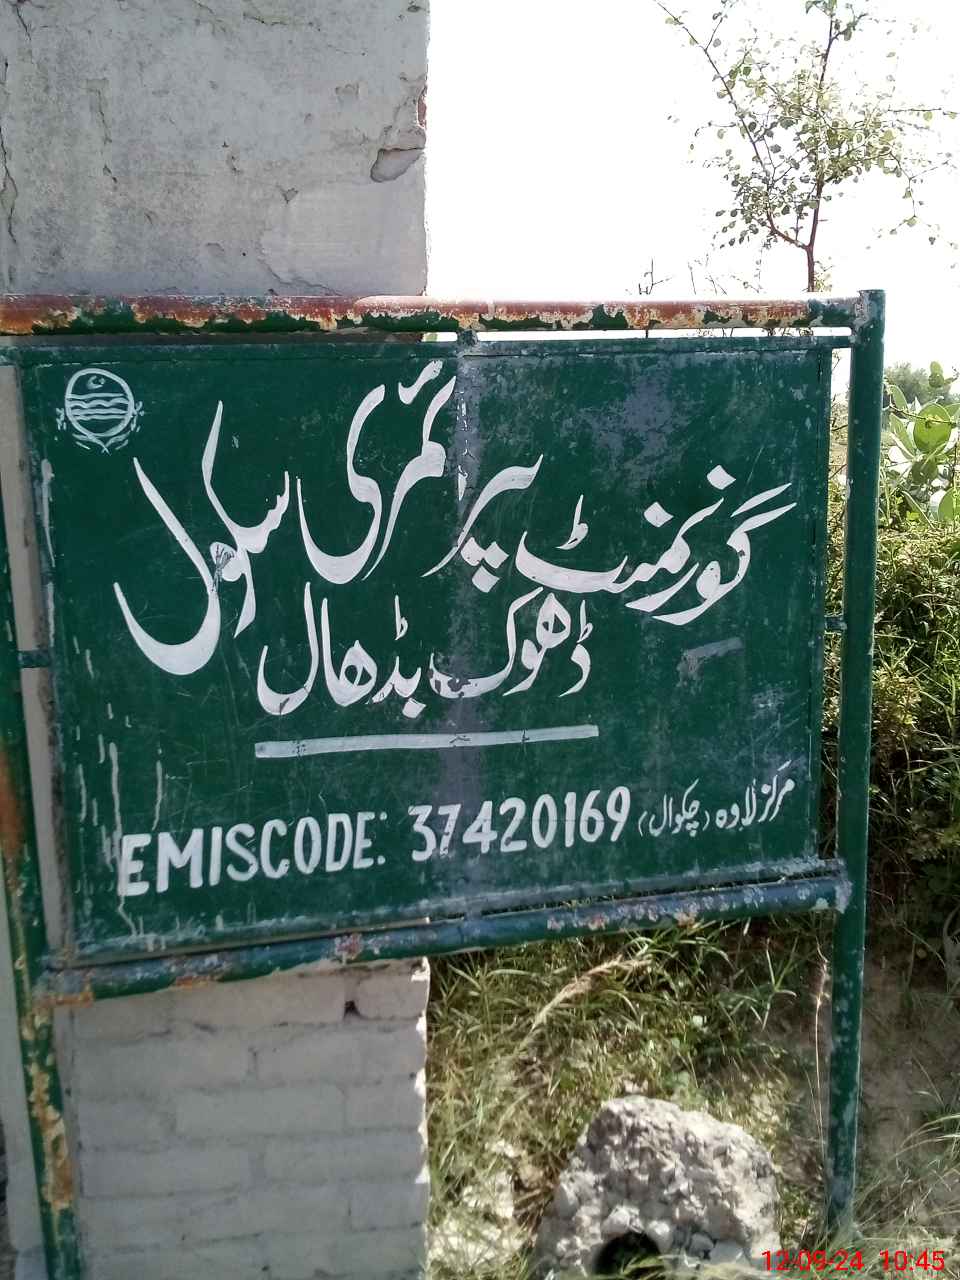 گورنمنٹ پرائمری سکول
ڈھوک بڈھال
مرکز لاوہ (چکوال)
EMISCODE: 37420169
12-09-24 10:45